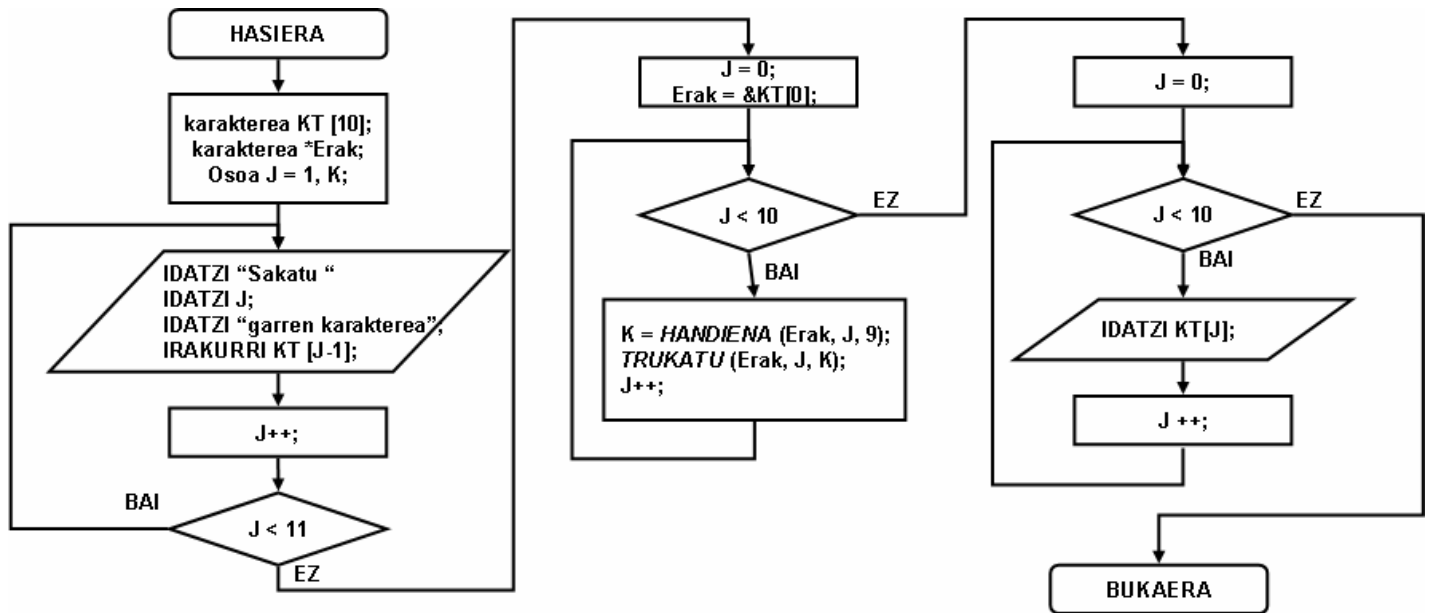 HASIERA
karakterea KT [10];
karakterea *Erak;
Osoa J = 1, K;
IDATZI “Sakatu “
IDATZI J;
IDATZI “garren karakterea”,
IRAKURRI KT [J-1];
J++;
J < 11
BAI
EZ
J = 0;
Erak = &KT[0];
J < 10
EZ
BAI
K = HANDIENA (Erak, J, 9);
TRUKATU (Erak, J, K);
J++;
J = 0;
J < 10
EZ
BAI
IDATZI KT[J];
J ++;
BUKAERA